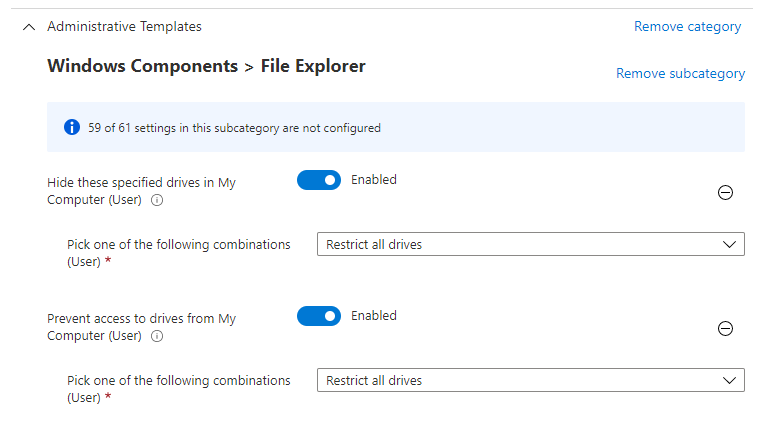 Administrative Templates
Remove category
Windows Components > File Explorer
Remove subcategory
59 of 61 settings in this subcategory are not configured
Hide these specified drives in My
Computer (User)
Enabled
Pick one of the following combinations
(User) *
Restrict all drives
Prevent access to drives from My
Computer (User)
Enabled
Pick one of the following combinations
(User) *
Restrict all drives